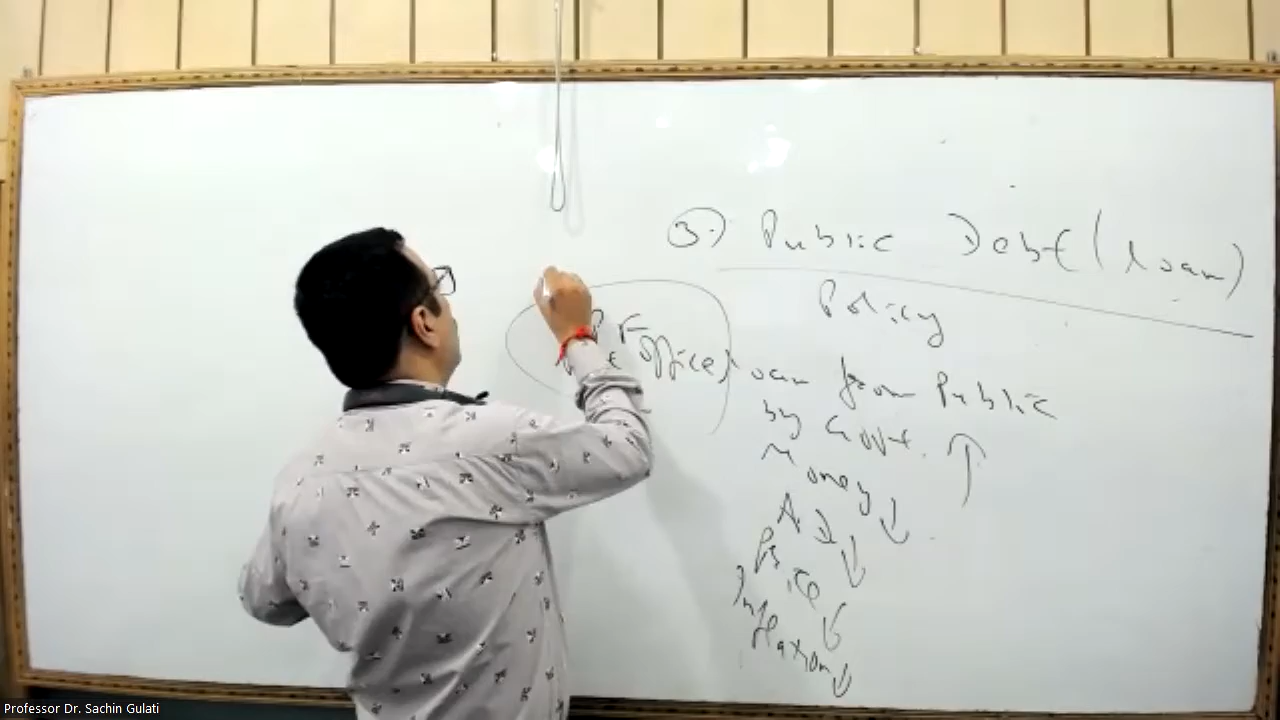 3.) Public Debt (loan)
Policy
PF
office
loan from Public
by Govt. ↑
Money ↓
AD ↓
Price ↓
Inflation ↓
Professor Dr. Sachin Gulati